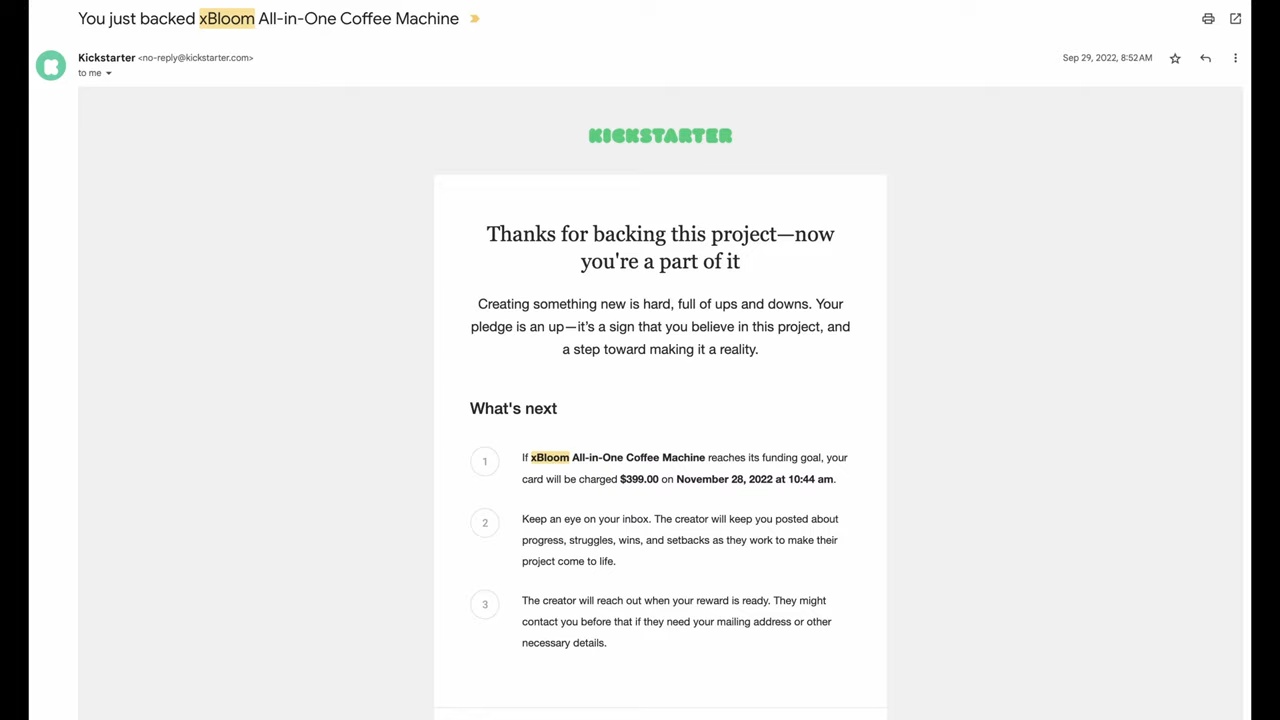 You just backed xBloom All-in-One Coffee Machine
Kickstarter <no-reply@kickstarter.com>
Sep 29, 2022, 8:52 AM
to me
KICKSTARTER
Thanks for backing this project—now
you're a part of it
Creating something new is hard, full of ups and downs. Your
pledge is an up—it's a sign that you believe in this project, and
a step toward making it a reality.
What's next
1
If xBloom All-in-One Coffee Machine reaches its funding goal, your
card will be charged $399.00 on November 28, 2022 at 10:44 am.
2
Keep an eye on your inbox. The creator will keep you posted about
progress, struggles, wins, and setbacks as they work to make their
project come to life.
3
The creator will reach out when your reward is ready. They might
contact you before that if they need your mailing address or other
necessary details.